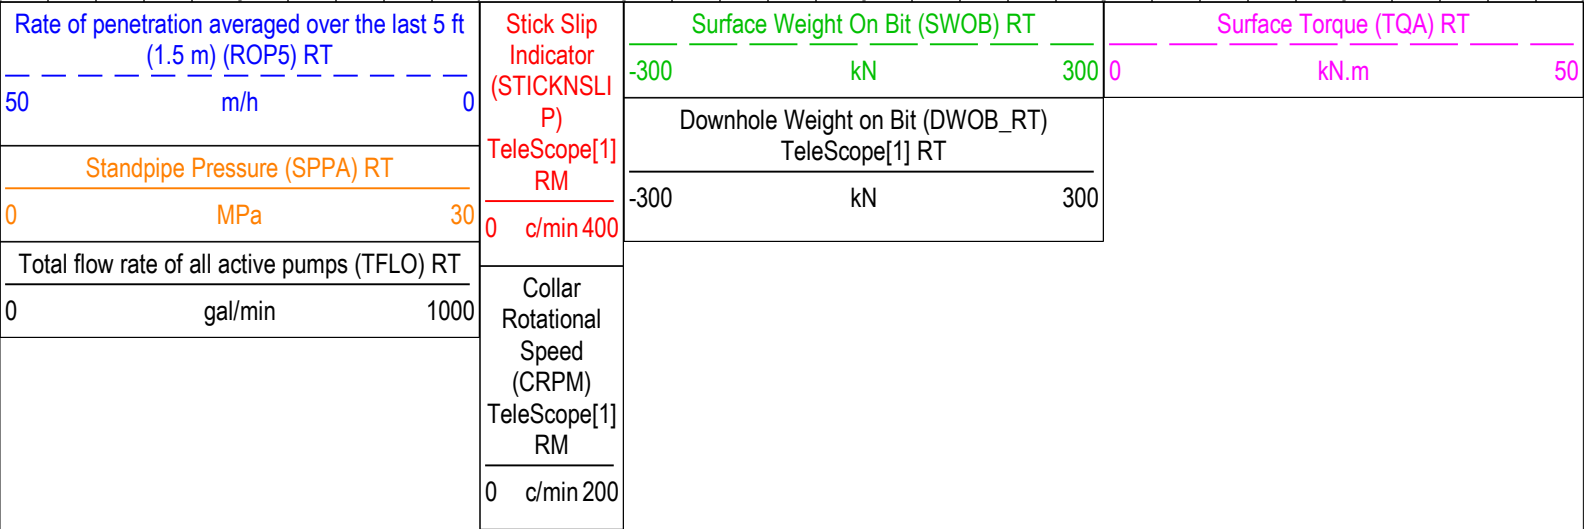 Rate of penetration averaged over the last 5 ft
(1.5 m) (ROP5) RT
50 m/h 0
Standpipe Pressure (SPPA) RT
0 MPa 30
Total flow rate of all active pumps (TFLO) RT
0 gal/min 1000
Stick Slip
Indicator
(STICKNSLI
P)
TeleScope[1]
RM
0 c/min 400
Collar
Rotational
Speed
(CRPM)
TeleScope[1]
RM
0 c/min 200
Surface Weight On Bit (SWOB) RT
-300 kN 300
Downhole Weight on Bit (DWOB_RT)
TeleScope[1] RT
-300 kN 300
Surface Torque (TQA) RT
0 kN.m 50